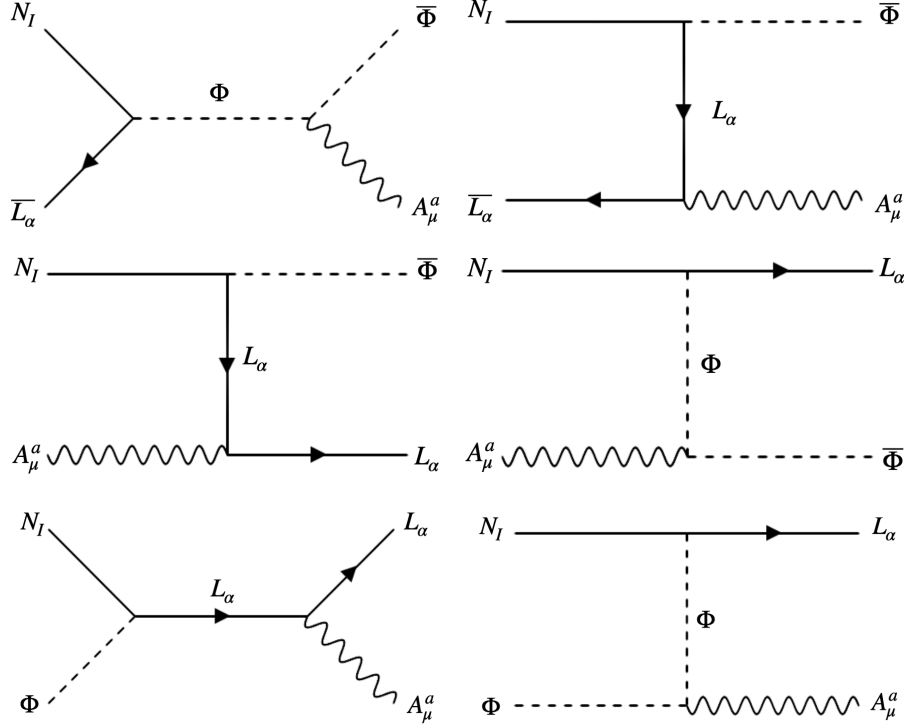 N_I Φ̅ N_I Φ̅
Φ L_α
L̅_α̅ A^a_μ L̅_α̅ A^a_μ
N_I Φ̅ N_I L_α
L_α Φ
A^a_μ L_α A^a_μ Φ̅
N_I L_α N_I L_α
L_α Φ
Φ A^a_μ Φ A^a_μ